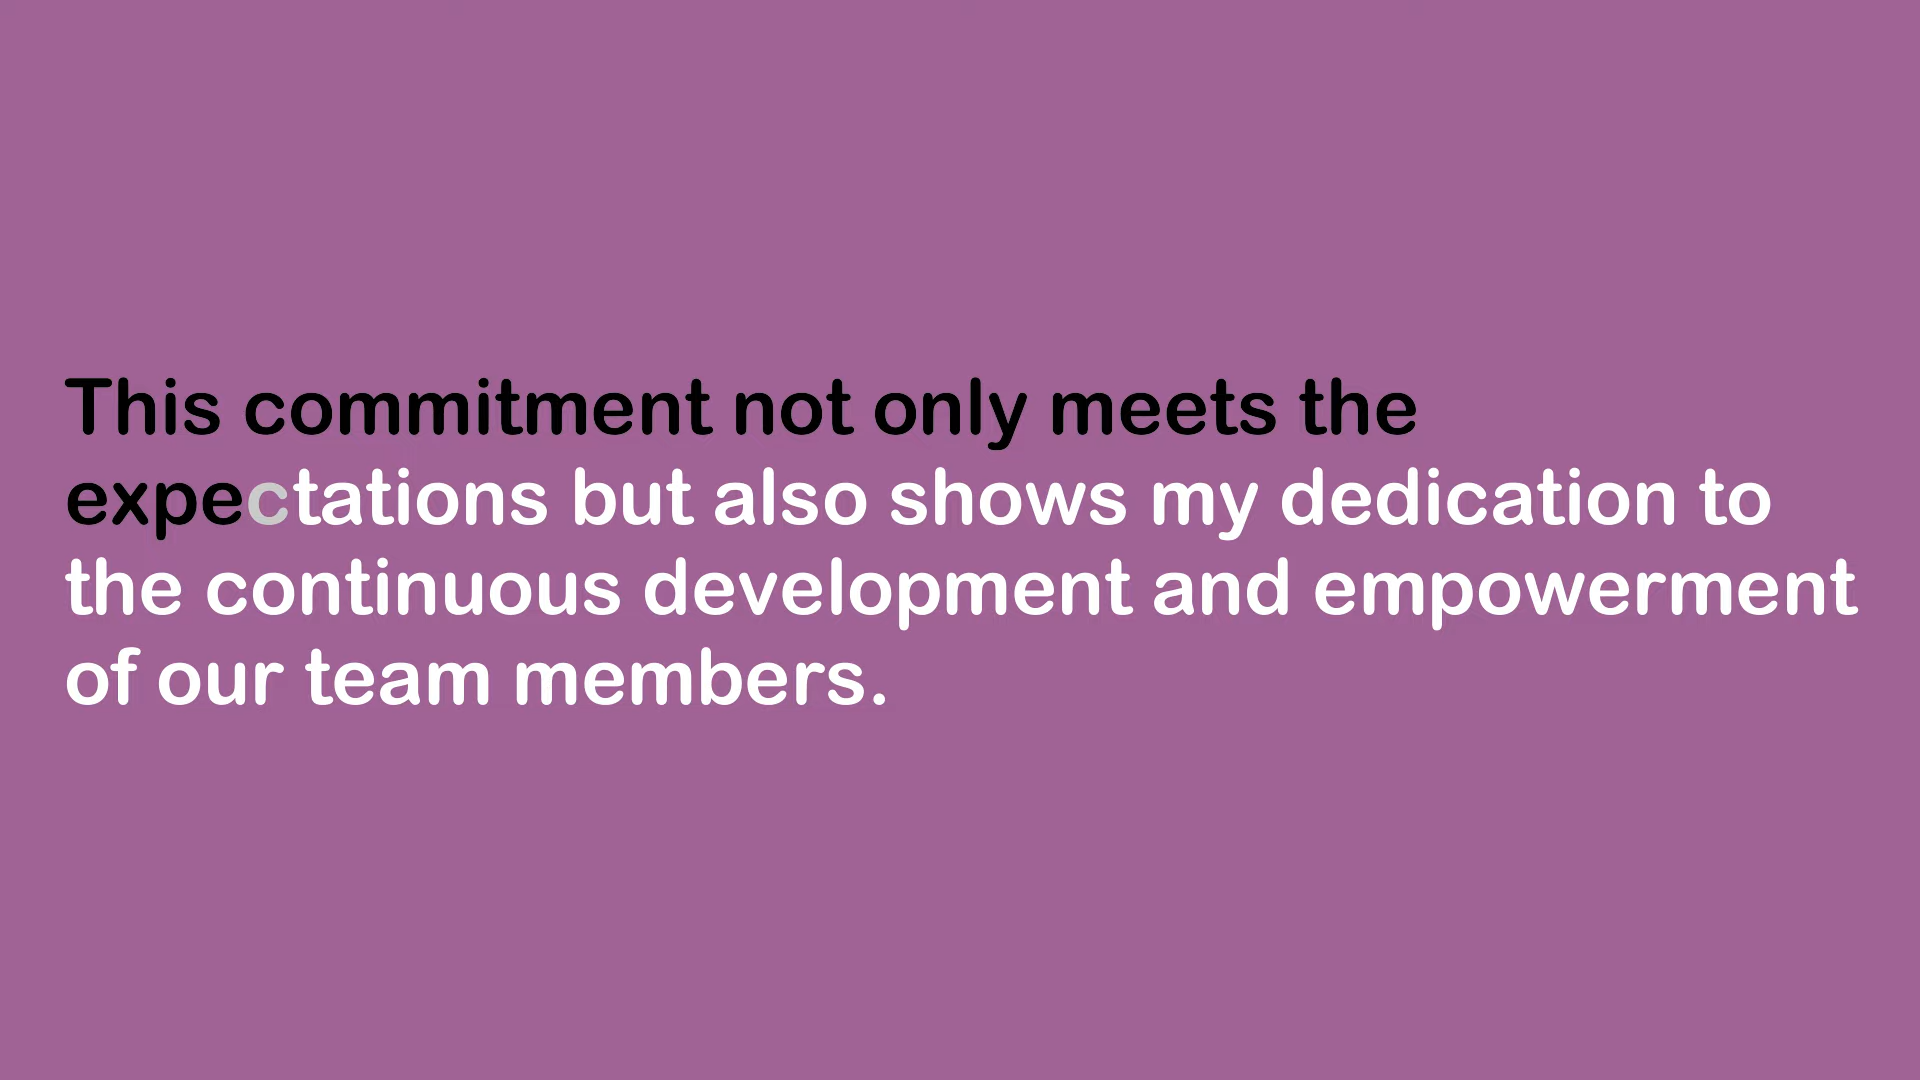 This commitment not only meets the
expectations but also shows my dedication to
the continuous development and empowerment
of our team members.